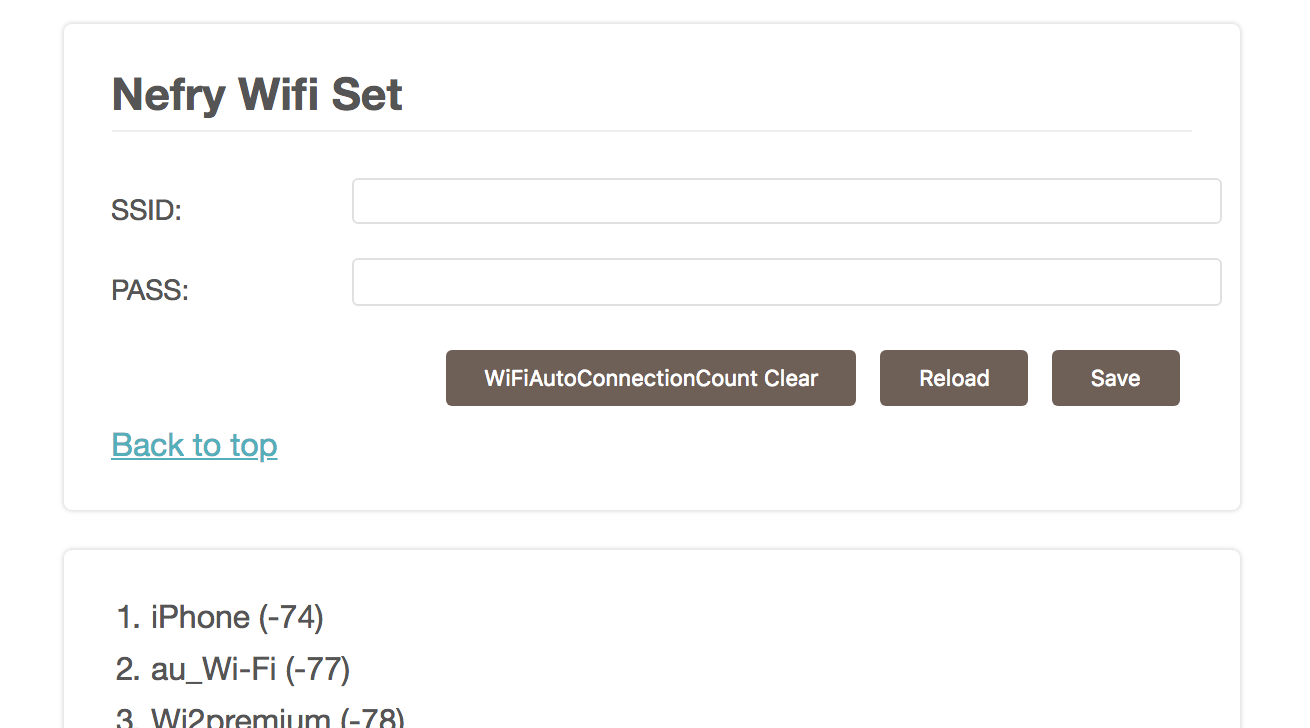 Nefry Wifi Set
SSID:
PASS:
WiFiAutoConnectionCount Clear Reload Save
Back to top
1. iPhone (-74)
2. au_Wi-Fi (-77)
3. Wi2premium (-78)